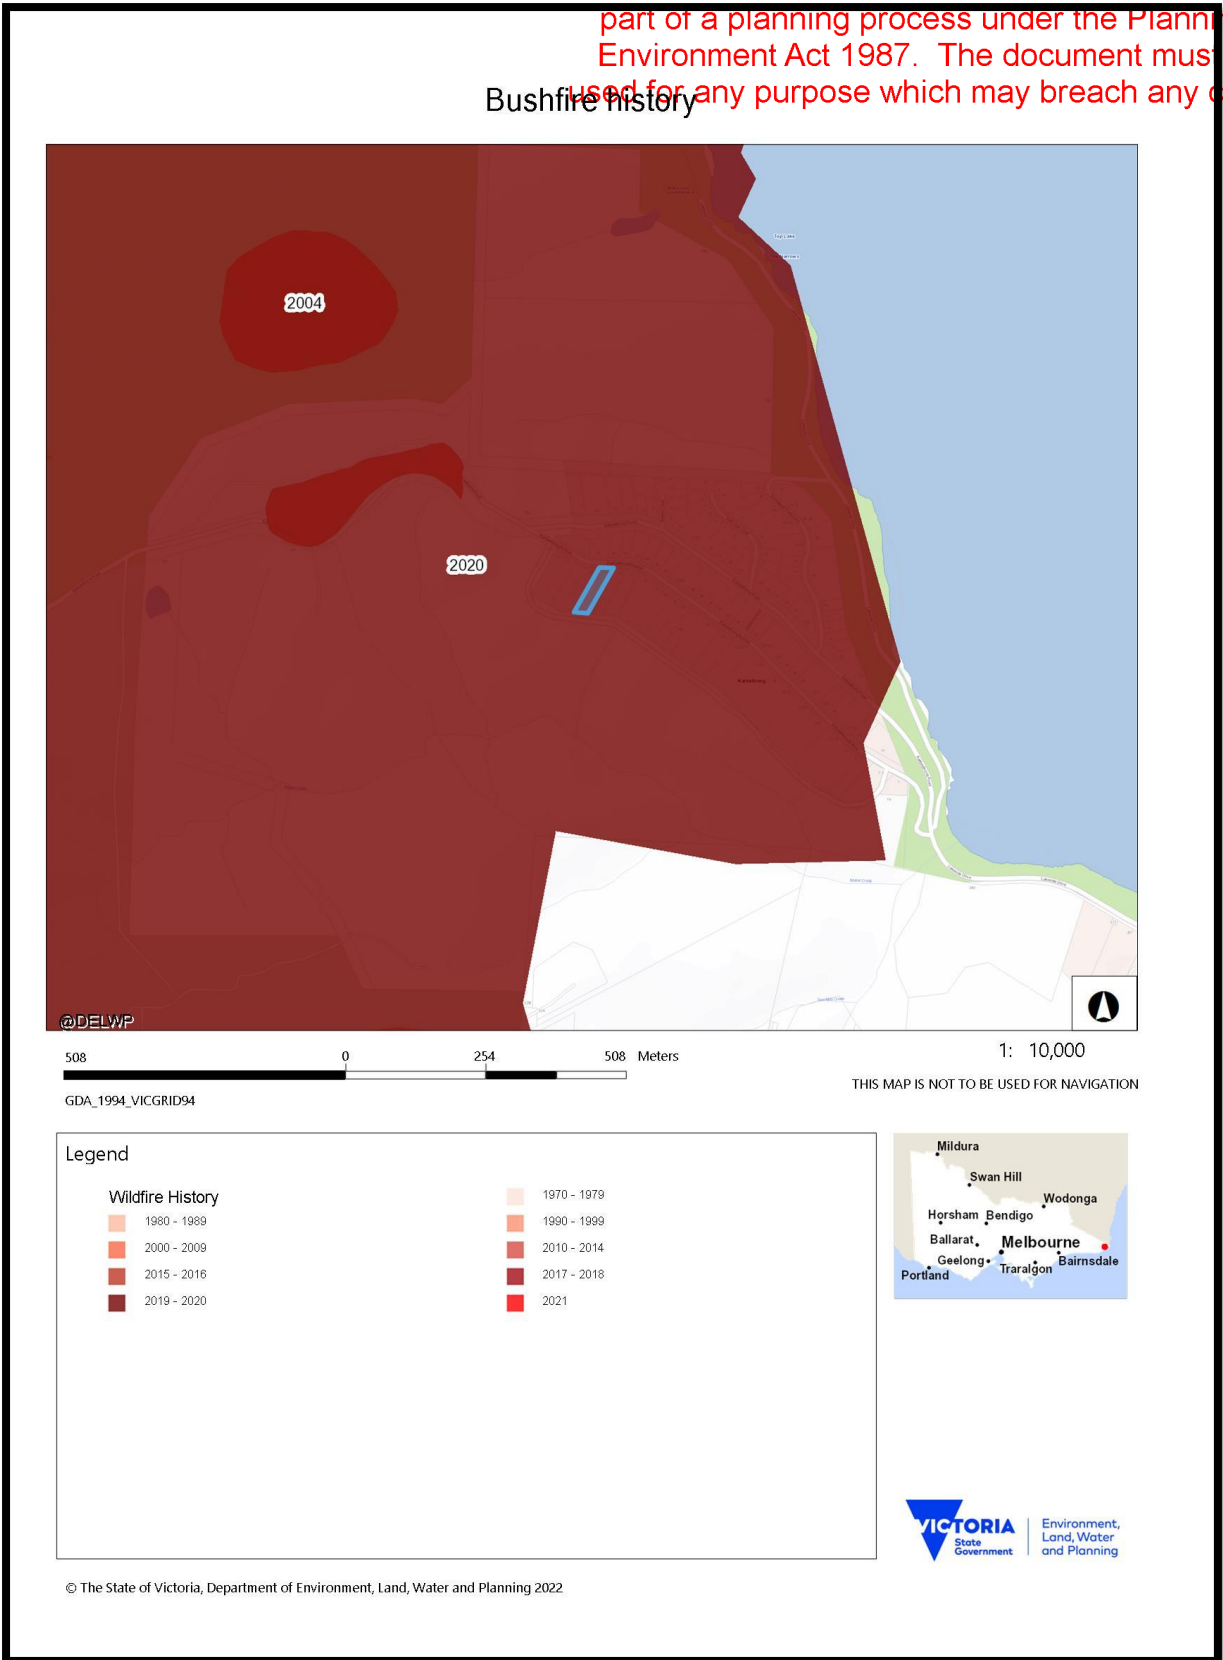 part of a planning process under the Planni
Environment Act 1987. The document mus
used for any purpose which may breach any c
Bushfire history
2004
2020
@DELWP
508 0 254 508 Meters
1: 10,000
THIS MAP IS NOT TO BE USED FOR NAVIGATION
GDA_1994_VICGRID94
Legend
Wildfire History
1980 - 1989
2000 - 2009
2015 - 2016
2019 - 2020
1970 - 1979
1990 - 1999
2010 - 2014
2017 - 2018
2021
Mildura
Swan Hill
Wodonga
Horsham Bendigo
Ballarat Melbourne
Geelong Bairnsdale
Portland Traralgon
VICTORIA
State
Government
Environment,
Land, Water
and Planning
© The State of Victoria, Department of Environment, Land, Water and Planning 2022